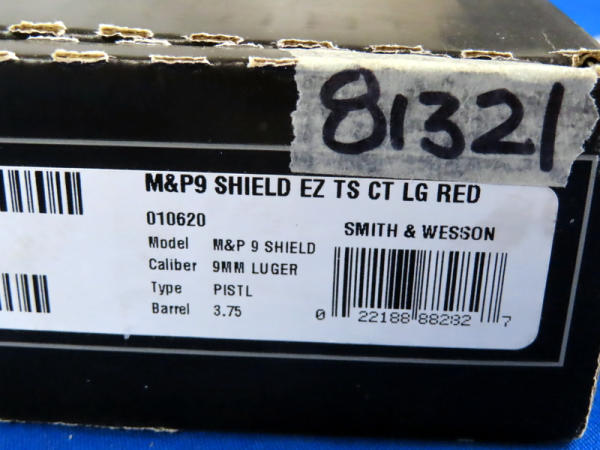 81321
M&P9 SHIELD EZ TS CT LG RED
010620
SMITH & WESSON
Model M&P 9 SHIELD
Caliber 9MM LUGER
Type PISTL
Barrel 3.75
0 22188 88232 7